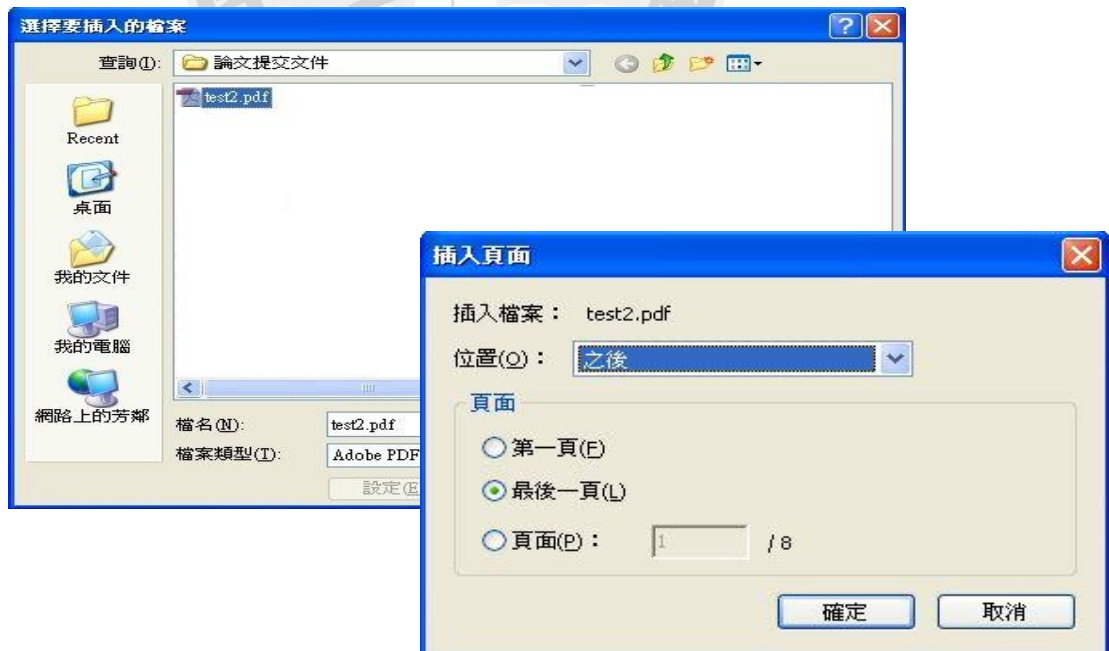 選擇要插入的檔案
查詢(I): 論文提交文件
test2.pdf
Recent
桌面
我的文件
我的電腦
網路上的芳鄰
檔名(N): test2.pdf
檔案類型(T): Adobe PDF
設定(E
插入頁面
插入檔案： test2.pdf
位置(O)： 之後
頁面
第一頁(F)
最後一頁(L)
頁面(P)： 1 / 8
確定 取消